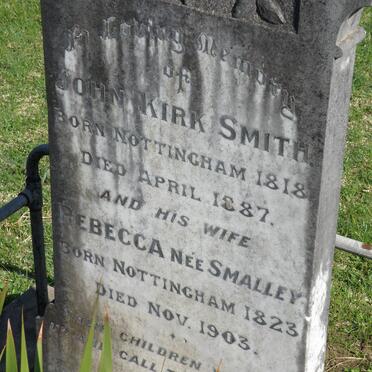 In Loving Memory
of
JOHN KIRK SMITH
BORN NOTTINGHAM 1818
DIED APRIL 1887.
AND HIS WIFE
REBECCA NÉE SMALLEY
BORN NOTTINGHAM 1823
DIED NOV. 1903.
CHILDREN
CALL